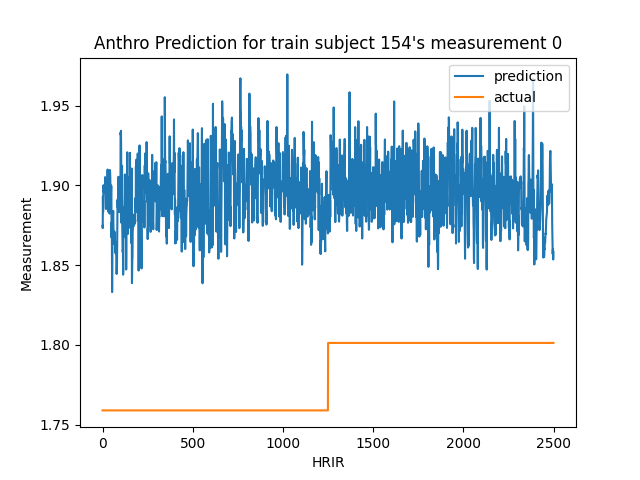 Anthro Prediction for train subject 154's measurement 0
prediction
actual
1.95
1.90
1.85
1.80
1.75
Measurement
0
500
1000
1500
2000
2500
HRIR